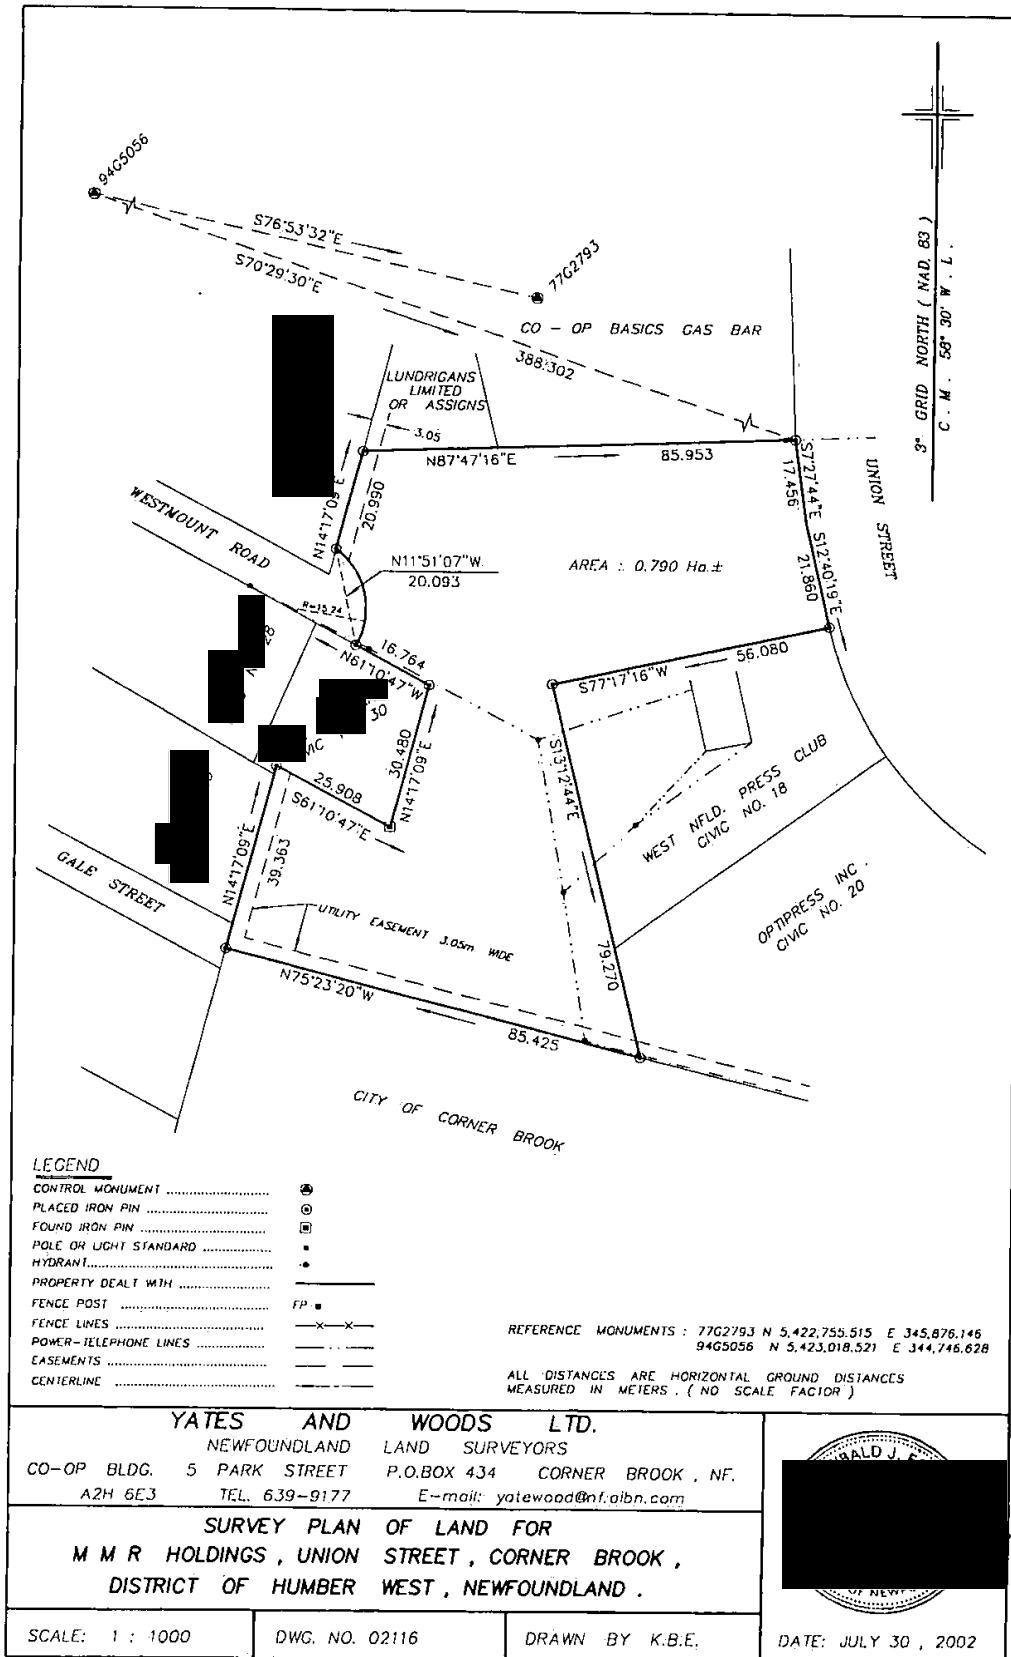 94G5056
S76°53'32"E
S70°29'30"E
77G2793
CO - OP BASICS GAS BAR
388.302
3° GRID NORTH ( NAD. 83 )
C . M . 58° 30' W . L .
LUNDRIGANS
LIMITED
OR ASSIGNS
3.05
N87°47'16"E
85.953
S7°27'44"E
17.456
UNION STREET
N14°17'09"E
20.990
WESTMOUNT ROAD
N11°51'07"W
20.093
AREA : 0.790 Ha.±
S12°40'19"E
21.860
R=15.24
16.764
N61°10'47"W
56.080
S77°17'16"W
30
30.480
N14°17'09"E
25.908
S61°10'47"E
S13°12'44"E
WEST NFLD. PRESS CLUB
CIVIC NO. 18
N14°17'09"E
39.363
GALE STREET
UTILITY EASEMENT 3.05m WIDE
OPTIPRESS INC .
CIVIC NO. 20
79.270
N75°23'20"W
85.425
CITY OF CORNER BROOK
LEGEND
CONTROL MONUMENT
PLACED IRON PIN
FOUND IRON PIN
POLE OR LIGHT STANDARD
HYDRANT
PROPERTY DEALT WITH
FENCE POST FP
FENCE LINES
POWER-TELEPHONE LINES
EASEMENTS
CENTERLINE
REFERENCE MONUMENTS : 77G2793 N 5,422,755.515 E 345,876.146
94G5056 N 5,423,018.521 E 344,746.628
ALL DISTANCES ARE HORIZONTAL GROUND DISTANCES
MEASURED IN METERS . ( NO SCALE FACTOR )
YATES AND WOODS LTD.
NEWFOUNDLAND LAND SURVEYORS
CO-OP BLDG. 5 PARK STREET P.O.BOX 434 CORNER BROOK , NF.
A2H 6E3 TEL. 639-9177 E-mail: yatewood@nf.aibn.com
SURVEY PLAN OF LAND FOR
M M R HOLDINGS , UNION STREET , CORNER BROOK ,
DISTRICT OF HUMBER WEST , NEWFOUNDLAND .
SCALE: 1 : 1000
DWG. NO. 02116
DRAWN BY K.B.E.
DATE: JULY 30 , 2002